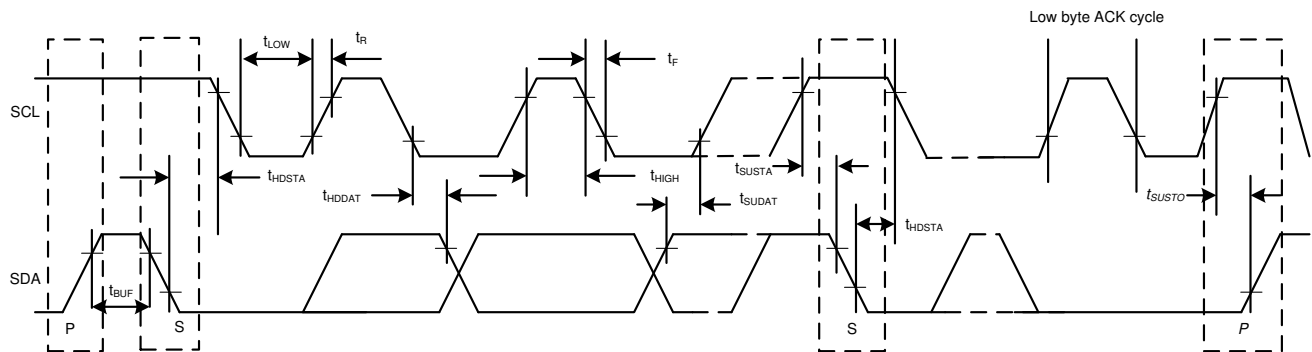 Low byte ACK cycle
tLOW
tR
tF
SCL
tHDSTA
tHDDAT
tHIGH
tSUDAT
tSUSTA
tHDSTA
tSUSTO
SDA
tBUF
P
S
S
P